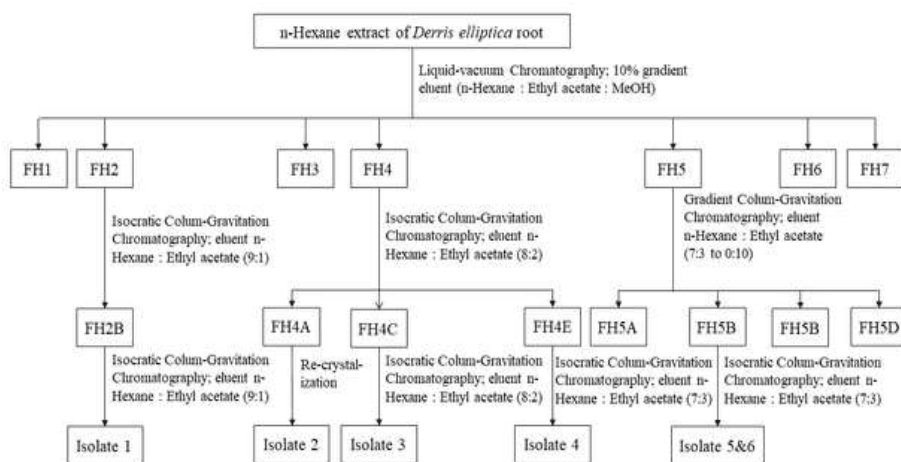 n-Hexane extract of Derris elliptica root
Liquid-vacuum Chromatography; 10% gradient
eluent (n-Hexane : Ethyl acetate : MeOH)
FH1
FH2
FH3
FH4
FH5
FH6
FH7
Isocratic Colum-Gravitation
Chromatography; eluent n-
Hexane : Ethyl acetate (9:1)
Isocratic Colum-Gravitation
Chromatography; eluent n-
Hexane : Ethyl acetate (8:2)
Gradient Colum-Gravitation
Chromatography; eluent
n-Hexane : Ethyl acetate
(7:3 to 0:10)
FH2B
FH4A
FH4C
FH4E
FH5A
FH5B
FH5B
FH5D
Isocratic Colum-Gravitation
Chromatography; eluent n-
Hexane : Ethyl acetate (9:1)
Re-crystal-
ization
Isocratic Colum-Gravitation
Chromatography; eluent n-
Hexane : Ethyl acetate (8:2)
Isocratic Colum-Gravitation
Chromatography; eluent n-
Hexane : Ethyl acetate (7:3)
Isocratic Colum-Gravitation
Chromatography; eluent n-
Hexane : Ethyl acetate (7:3)
Isolate 1
Isolate 2
Isolate 3
Isolate 4
Isolate 5&6